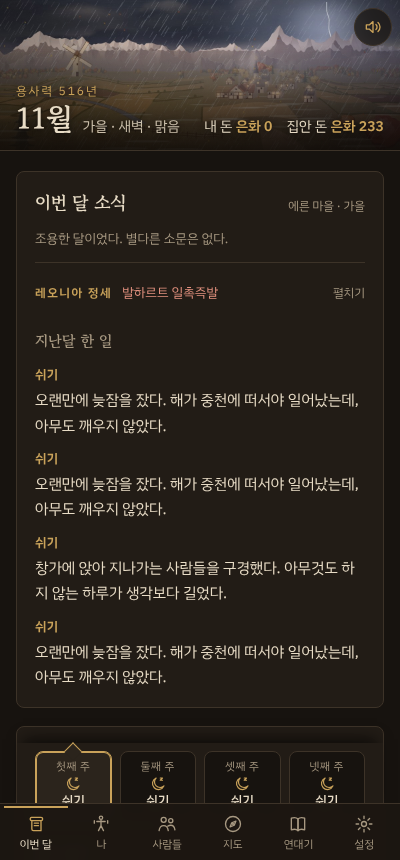 용사력 516년
11월 가을 · 새벽 · 맑음 내 돈 은화 0 집안 돈 은화 233
이번 달 소식 에른 마을 · 가을
조용한 달이었다. 별다른 소문은 없다.
레오니아 정세 발하르트 일촉즉발 펼치기
지난달 한 일
쉬기
오랜만에 늦잠을 잤다. 해가 중천에 떠서야 일어났는데,
아무도 깨우지 않았다.
쉬기
오랜만에 늦잠을 잤다. 해가 중천에 떠서야 일어났는데,
아무도 깨우지 않았다.
쉬기
창가에 앉아 지나가는 사람들을 구경했다. 아무것도 하
지 않는 하루가 생각보다 길었다.
쉬기
오랜만에 늦잠을 잤다. 해가 중천에 떠서야 일어났는데,
아무도 깨우지 않았다.
첫째 주 둘째 주 셋째 주 넷째 주
쉬기 쉬기 쉬기 쉬기
이번 달 나 사람들 지도 연대기 설정